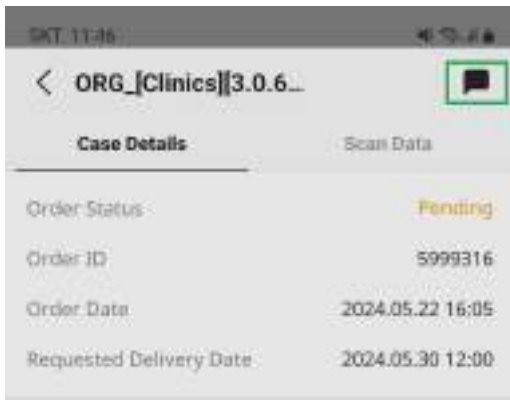 SKT 11:46
ORG_[Clinics][3.0.6...
Case Details Scan Data
Order Status Pending
Order ID 5999316
Order Date 2024.05.22 16:05
Requested Delivery Date 2024.05.30 12:00